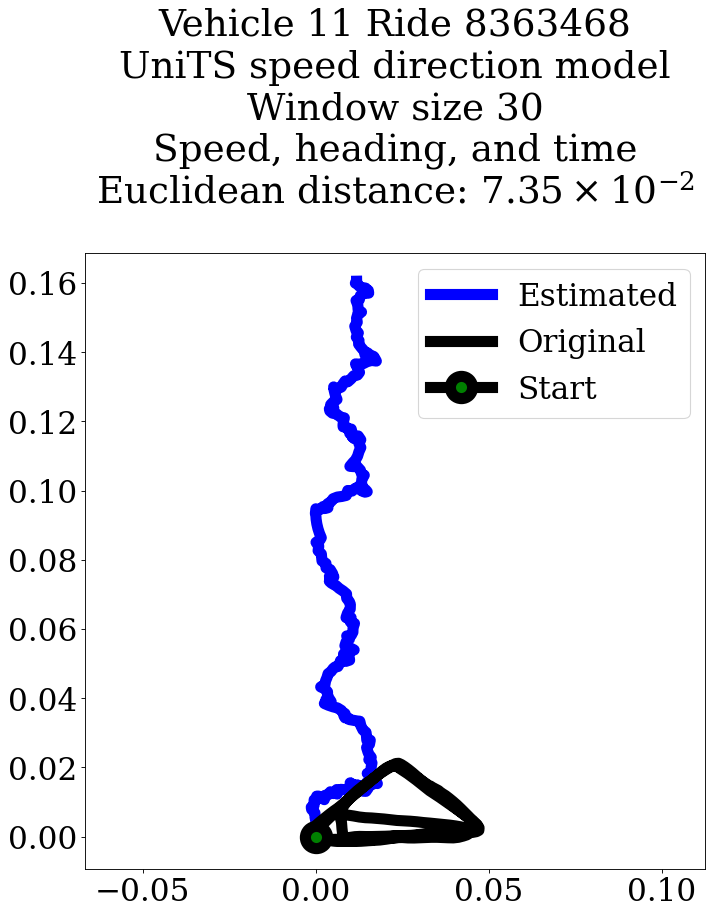 Vehicle 11 Ride 8363468
UniTS speed direction model
Window size 30
Speed, heading, and time
Euclidean distance: 7.35 × 10⁻²
Estimated
Original
Start
0.16
0.14
0.12
0.10
0.08
0.06
0.04
0.02
0.00
−0.05 0.00 0.05 0.10